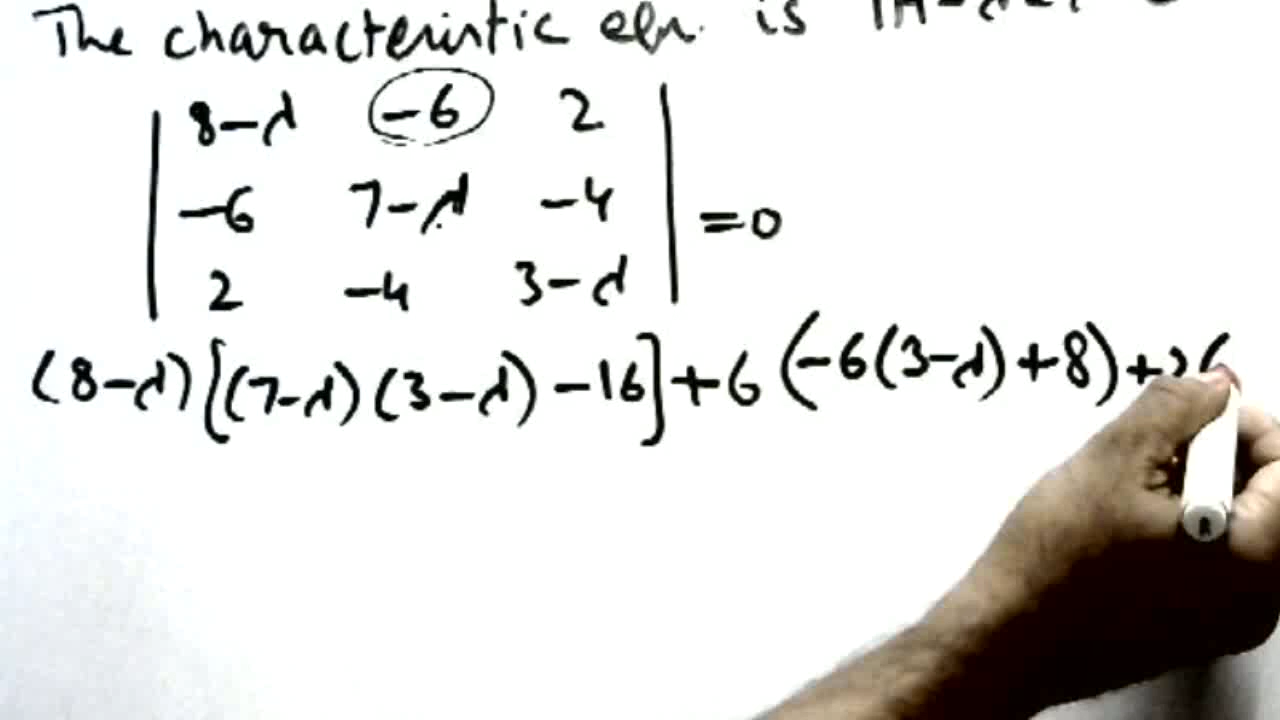 The characteristic eqn. is
8-λ -6 2
-6 7-λ -4 =0
2 -4 3-λ
(8-λ)[(7-λ)(3-λ)-16]+6(-6(3-λ)+8)+2